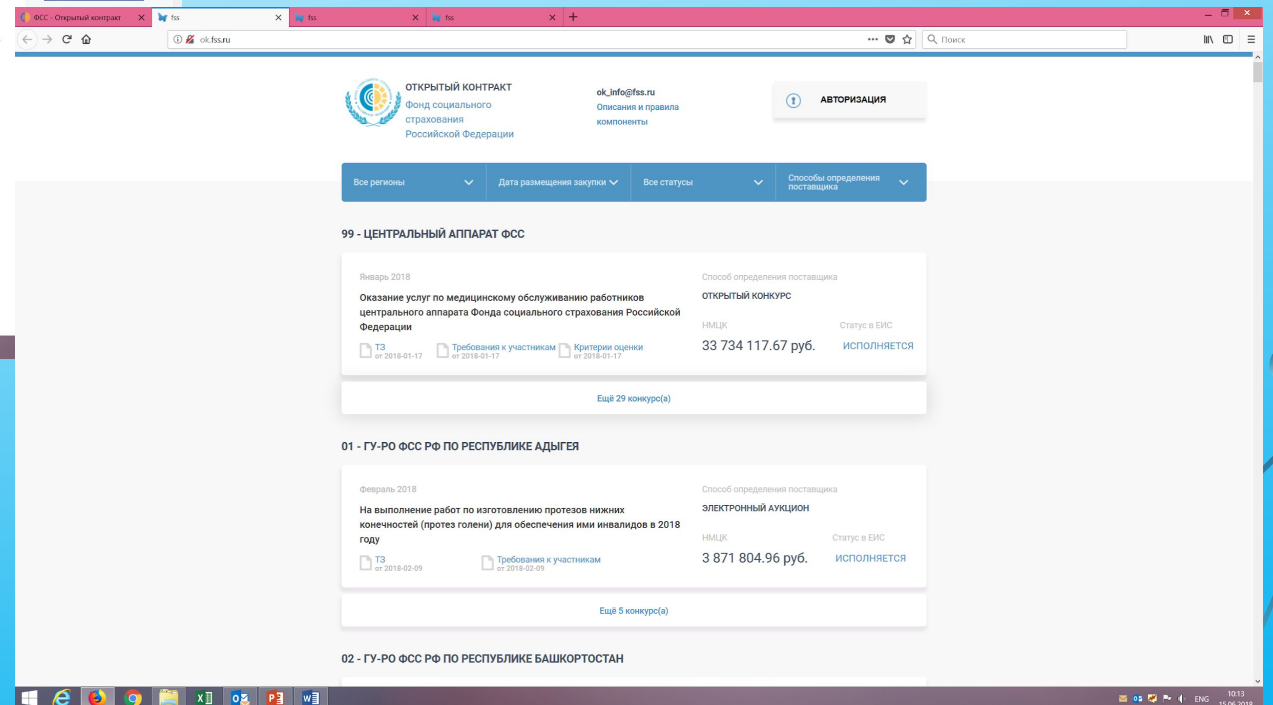 ФСС - Открытый контракт
fss
fss
fss
ok.fss.ru
Поиск
ОТКРЫТЫЙ КОНТРАКТ
Фонд социального
страхования
Российской Федерации
ok_info@fss.ru
Описания и правила
компоненты
АВТОРИЗАЦИЯ
Все регионы
Дата размещения закупки
Все статусы
Способы определения
поставщика
99 - ЦЕНТРАЛЬНЫЙ АППАРАТ ФСС
Январь 2018
Оказание услуг по медицинскому обслуживанию работников
центрального аппарата Фонда социального страхования Российской
Федерации
ТЗ
от 2018-01-17
Требования к участникам
от 2018-01-17
Критерии оценки
от 2018-01-17
Способ определения поставщика
ОТКРЫТЫЙ КОНКУРС
НМЦК
Статус в ЕИС
33 734 117.67 руб.
ИСПОЛНЯЕТСЯ
Ещё 29 конкурс(а)
01 - ГУ-РО ФСС РФ ПО РЕСПУБЛИКЕ АДЫГЕЯ
Февраль 2018
На выполнение работ по изготовлению протезов нижних
конечностей (протез голени) для обеспечения ими инвалидов в 2018
году
ТЗ
от 2018-02-09
Требования к участникам
от 2018-02-09
Способ определения поставщика
ЭЛЕКТРОННЫЙ АУКЦИОН
НМЦК
Статус в ЕИС
3 871 804.96 руб.
ИСПОЛНЯЕТСЯ
Ещё 5 конкурс(а)
02 - ГУ-РО ФСС РФ ПО РЕСПУБЛИКЕ БАШКОРТОСТАН
ENG
10:13
15.06.2018